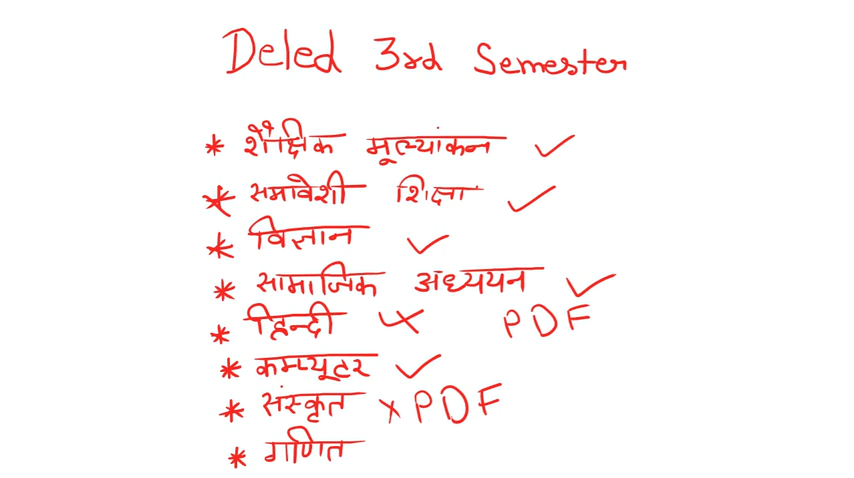 Deled 3rd Semester
* शैक्षिक मूल्यांकन ✓
* समावेशी शिक्षा ✓
* विज्ञान ✓
* सामाजिक अध्ययन ✓
* हिन्दी × PDF
* कम्प्यूटर ✓
* संस्कृत × PDF
* गणित